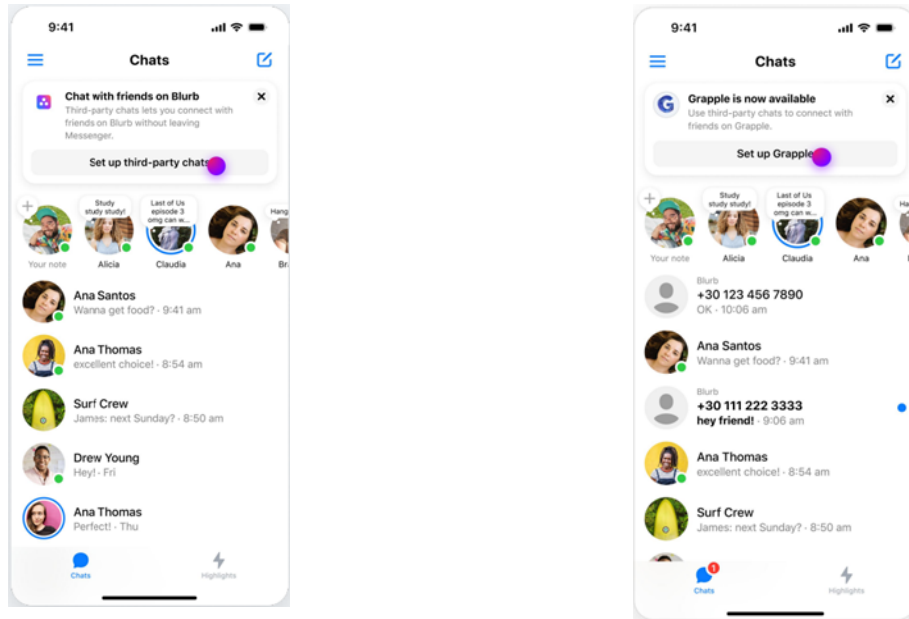 9:41
Chats
Chat with friends on Blurb
Third-party chats lets you connect with
friends on Blurb without leaving
Messenger.
Set up third-party chats
Study
study study!
Last of Us
episode 3
omg can w...
Hang
Your note
Alicia
Claudia
Ana
Br
Ana Santos
Wanna get food? · 9:41 am
Ana Thomas
excellent choice! · 8:54 am
Surf Crew
James: next Sunday? · 8:50 am
Drew Young
Hey! · Fri
Ana Thomas
Perfect! · Thu
Chats
Highlights
9:41
Chats
G
Grapple is now available
Use third-party chats to connect with
friends on Grapple.
Set up Grapple
Study
study study!
Last of Us
episode 3
omg can w...
Ha
Your note
Alicia
Claudia
Ana
Blurb
+30 123 456 7890
OK · 10:06 am
Ana Santos
Wanna get food? · 9:41 am
Blurb
+30 111 222 3333
hey friend! · 9:06 am
Ana Thomas
excellent choice! · 8:54 am
Surf Crew
James: next Sunday? · 8:50 am
1
Chats
Highlights